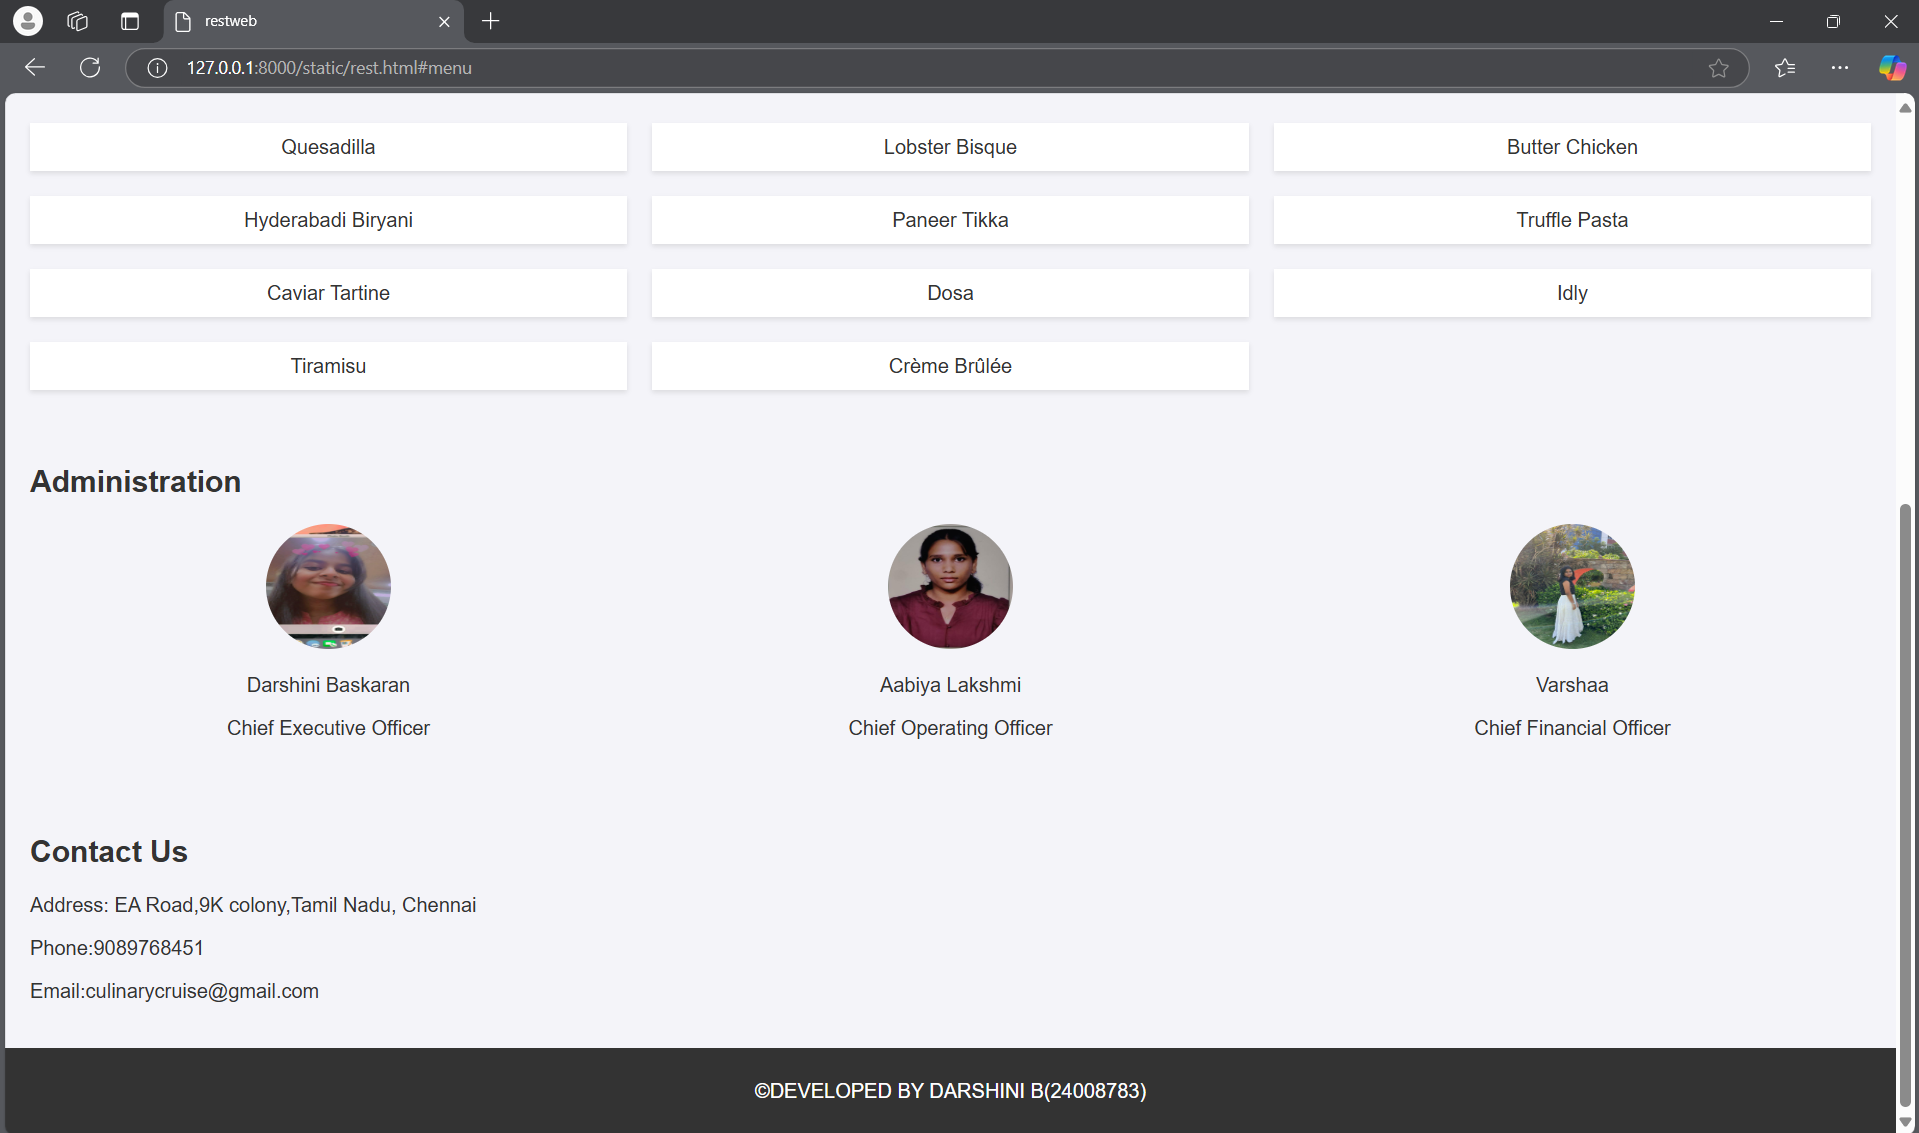 restweb
127.0.0.1:8000/static/rest.html#menu
Quesadilla Lobster Bisque Butter Chicken
Hyderabadi Biryani Paneer Tikka Truffle Pasta
Caviar Tartine Dosa Idly
Tiramisu Crème Brûlée
Administration
Darshini Baskaran Aabiya Lakshmi Varshaa
Chief Executive Officer Chief Operating Officer Chief Financial Officer
Contact Us
Address: EA Road,9K colony,Tamil Nadu, Chennai
Phone:9089768451
Email:culinarycruise@gmail.com
©DEVELOPED BY DARSHINI B(24008783)